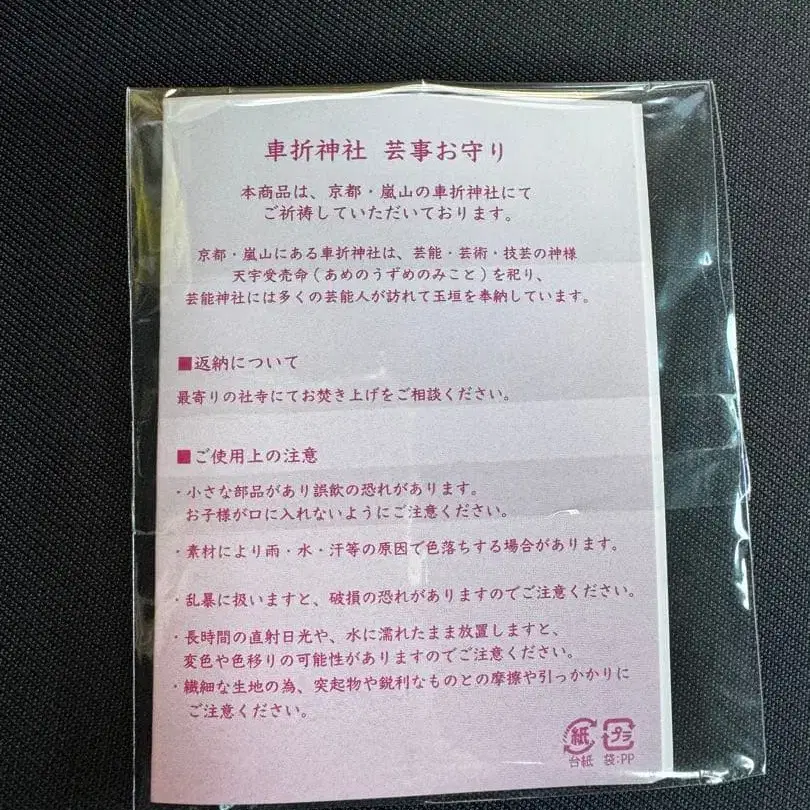 車折神社 芸事お守り
本商品は、京都・嵐山の車折神社にて
ご祈祷していただいております。
京都・嵐山にある車折神社は、芸能・芸術・技芸の神様
天宇受売命(あめのうずめのみこと)を祀り、
芸能神社には多くの芸能人が訪れて玉垣を奉納しています。
■返納について
最寄りの社寺にてお焚き上げをご相談ください。
■ご使用上の注意
・小さな部品があり誤飲の恐れがあります。
お子様が口に入れないようにご注意ください。
・素材により雨・水・汗等の原因で色落ちする場合があります。
・乱暴に扱いますと、破損の恐れがありますのでご注意ください。
・長時間の直射日光や、水に濡れたまま放置しますと、
変色や色移りの可能性がありますのでご注意ください。
・繊細な生地の為、突起物や鋭利なものとの摩擦や引っかかりに
ご注意ください。
紙 プラ
台紙 袋:PP